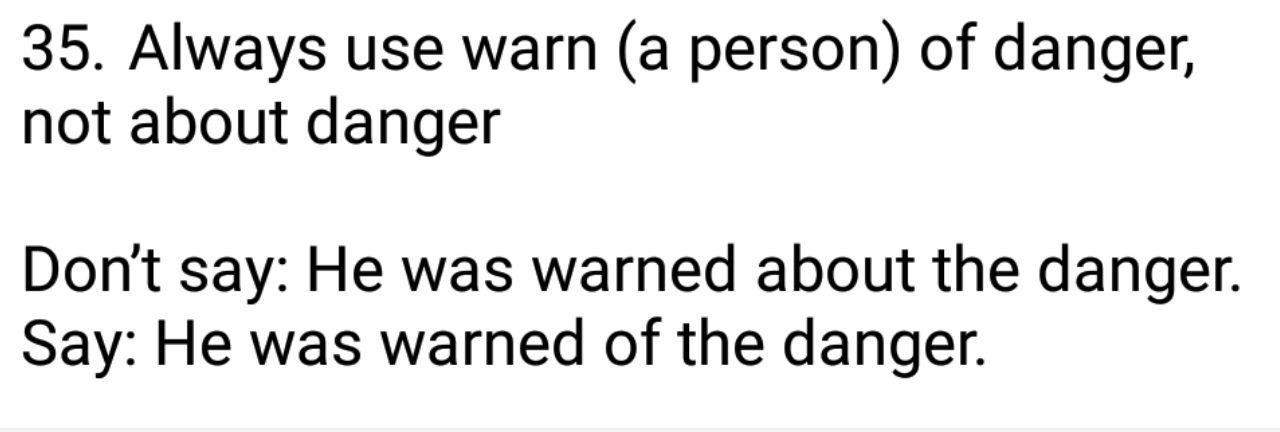 35. Always use warn (a person) of danger,
not about danger
Don’t say: He was warned about the danger.
Say: He was warned of the danger.